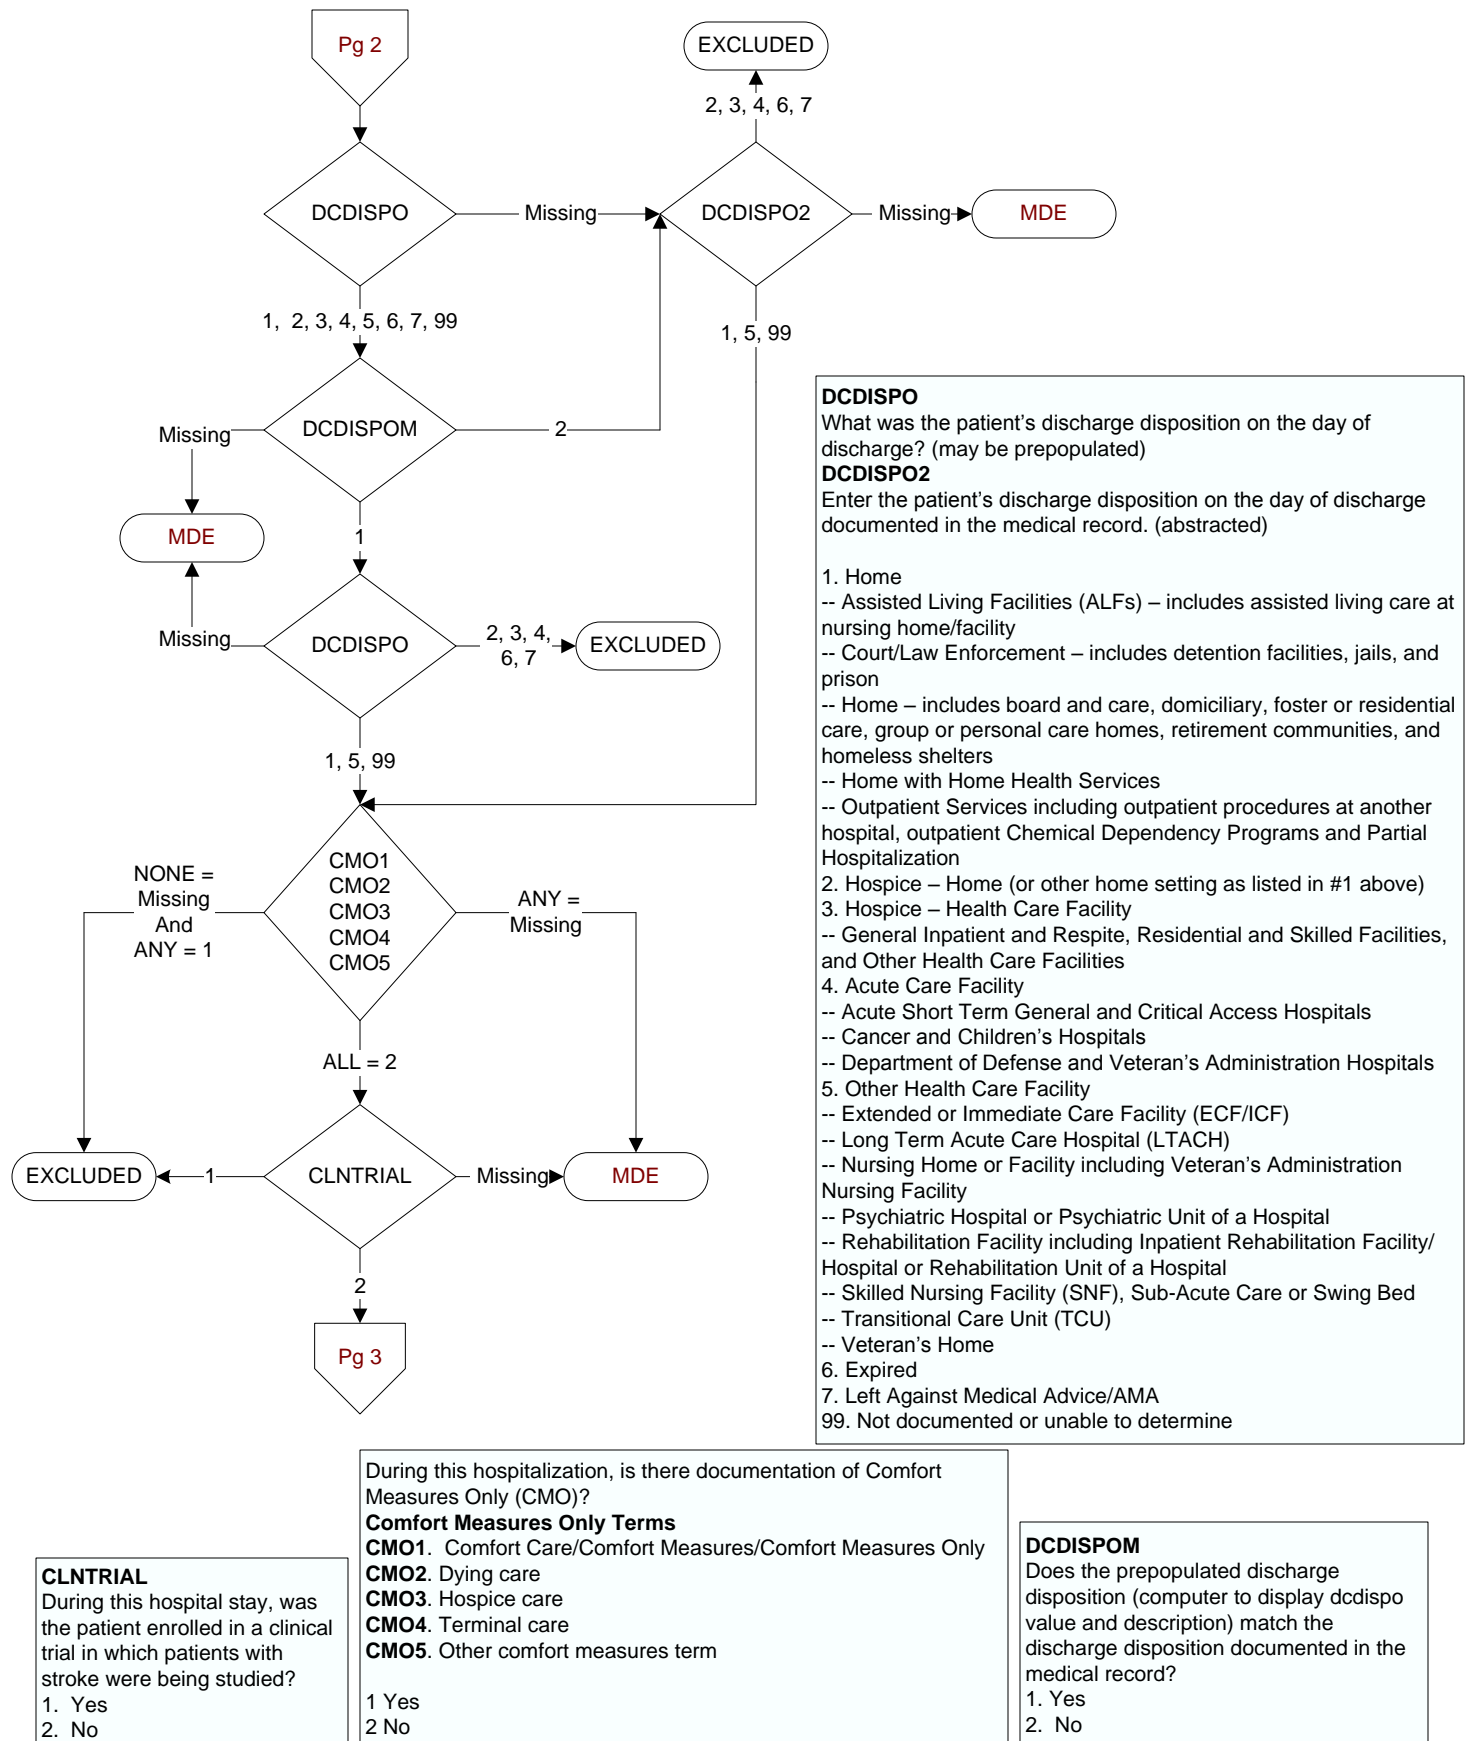 Pg 2
EXCLUDED
2, 3, 4, 6, 7
DCDISPO
Missing
DCDISPO2
Missing
MDE
1,  2, 3, 4, 5, 6, 7, 99
1, 5, 99
Missing
DCDISPOM
2
MDE
1
Missing
DCDISPO
2, 3, 4,
6, 7
EXCLUDED
1, 5, 99
NONE =
Missing
And
ANY = 1
CMO1
CMO2
CMO3
CMO4
CMO5
ANY =
Missing
ALL = 2
EXCLUDED
1
CLNTRIAL
Missing
MDE
2
Pg 3
DCDISPO
What was the patient’s discharge disposition on the day of
discharge? (may be prepopulated)
DCDISPO2
Enter the patient’s discharge disposition on the day of discharge
documented in the medical record. (abstracted)
1. Home
-- Assisted Living Facilities (ALFs) – includes assisted living care at
nursing home/facility
-- Court/Law Enforcement – includes detention facilities, jails, and
prison
-- Home – includes board and care, domiciliary, foster or residential
care, group or personal care homes, retirement communities, and
homeless shelters
-- Home with Home Health Services
-- Outpatient Services including outpatient procedures at another
hospital, outpatient Chemical Dependency Programs and Partial
Hospitalization
2. Hospice – Home (or other home setting as listed in #1 above)
3. Hospice – Health Care Facility
-- General Inpatient and Respite, Residential and Skilled Facilities,
and Other Health Care Facilities
4. Acute Care Facility
-- Acute Short Term General and Critical Access Hospitals
-- Cancer and Children’s Hospitals
-- Department of Defense and Veteran’s Administration Hospitals
5. Other Health Care Facility
-- Extended or Immediate Care Facility (ECF/ICF)
-- Long Term Acute Care Hospital (LTACH)
-- Nursing Home or Facility including Veteran’s Administration
Nursing Facility
-- Psychiatric Hospital or Psychiatric Unit of a Hospital
-- Rehabilitation Facility including Inpatient Rehabilitation Facility/
Hospital or Rehabilitation Unit of a Hospital
-- Skilled Nursing Facility (SNF), Sub-Acute Care or Swing Bed
-- Transitional Care Unit (TCU)
-- Veteran’s Home
6. Expired
7. Left Against Medical Advice/AMA
99. Not documented or unable to determine
CLNTRIAL
During this hospital stay, was
the patient enrolled in a clinical
trial in which patients with
stroke were being studied?
1.  Yes
2.  No
During this hospitalization, is there documentation of Comfort
Measures Only (CMO)?
Comfort Measures Only Terms
CMO1.  Comfort Care/Comfort Measures/Comfort Measures Only
CMO2. Dying care
CMO3. Hospice care
CMO4. Terminal care
CMO5. Other comfort measures term
1 Yes
2 No
DCDISPOM
Does the prepopulated discharge
disposition (computer to display dcdispo
value and description) match the
discharge disposition documented in the
medical record?
1. Yes
2.  No